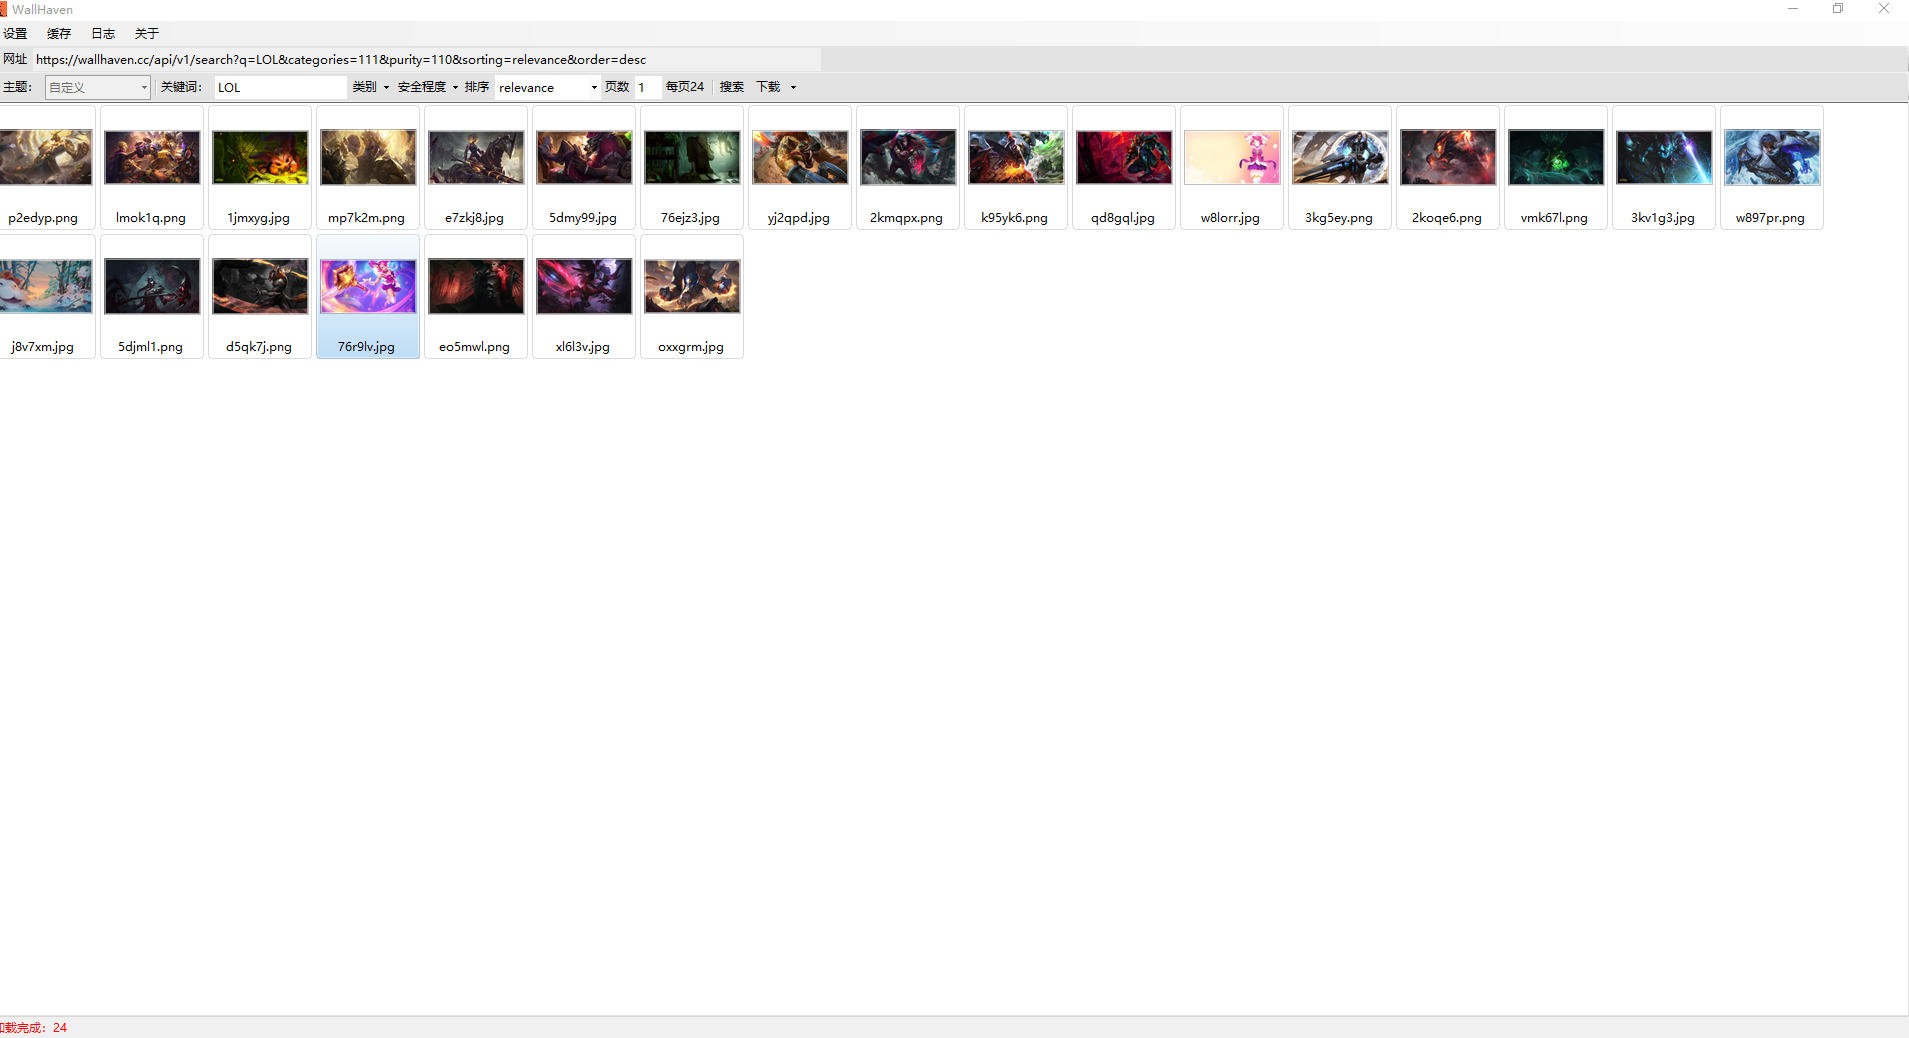 WallHaven
设置 缓存 日志 关于
网址 https://wallhaven.cc/api/v1/search?q=LOL&categories=111&purity=110&sorting=relevance&order=desc
主题: 自定义 关键词: LOL 类别 安全程度 排序 relevance 页数 1 每页24 搜索 下载
p2edyp.png lmok1q.png 1jmxyg.jpg mp7k2m.png e7zkj8.jpg 5dmy99.jpg 76ejz3.jpg yj2qpd.jpg 2kmqpx.png k95yk6.png qd8gql.jpg w8lorr.jpg 3kg5ey.png 2koqe6.png vmk67l.png 3kv1g3.jpg w897pr.png
j8v7xm.jpg 5djml1.png d5qk7j.png 76r9lv.jpg eo5mwl.png xl6l3v.jpg oxxgrm.jpg
加载完成: 24